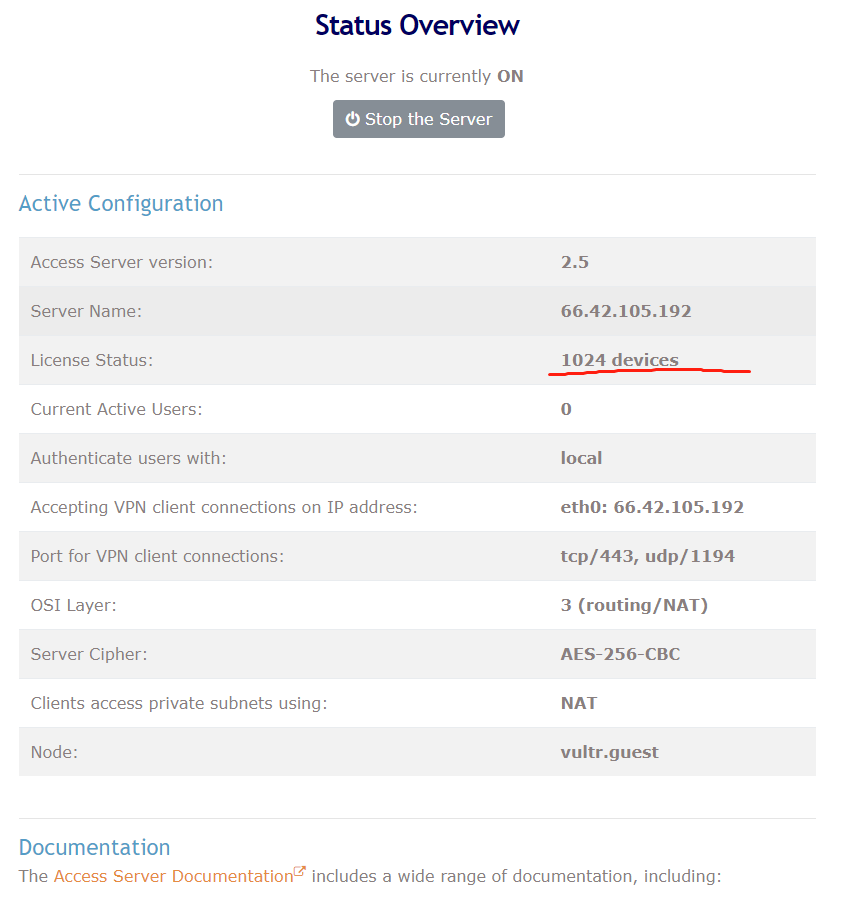 Status Overview
The server is currently ON
Stop the Server
Active Configuration
Access Server version: 2.5
Server Name: 66.42.105.192
License Status: 1024 devices
Current Active Users: 0
Authenticate users with: local
Accepting VPN client connections on IP address: eth0: 66.42.105.192
Port for VPN client connections: tcp/443, udp/1194
OSI Layer: 3 (routing/NAT)
Server Cipher: AES-256-CBC
Clients access private subnets using: NAT
Node: vultr.guest
Documentation
The Access Server Documentation includes a wide range of documentation, including: